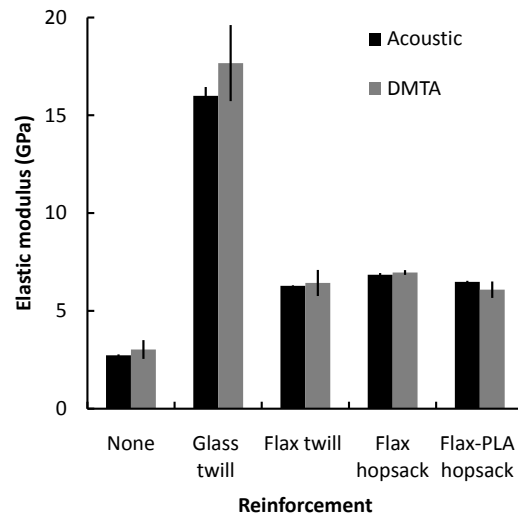 20
15
10
5
0
Elastic modulus (GPa)
Acoustic
DMTA
None
Glass
twill
Flax twill
Flax
hopsack
Flax-PLA
hopsack
Reinforcement